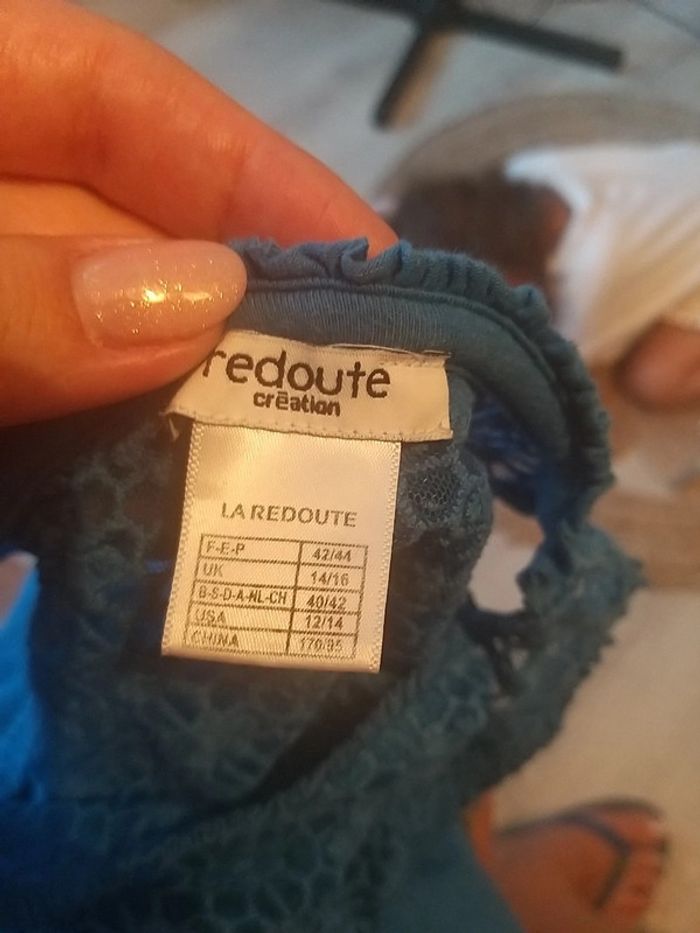 redoute
création
LA REDOUTE
F-E-P 42/44
UK 14/16
B-S-D-A-NL-CH 40/42
USA 12/14
CHINA 170/95